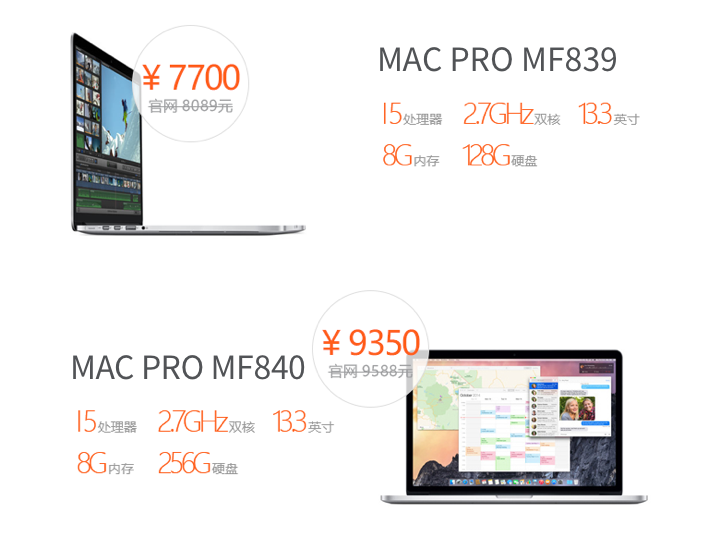 ¥ 7700
官网 8089元
MAC PRO MF839
I5处理器 2.7GHz双核 13.3英寸
8G内存 128G硬盘
¥ 9350
官网 9588元
MAC PRO MF840
I5处理器 2.7GHz双核 13.3英寸
8G内存 256G硬盘